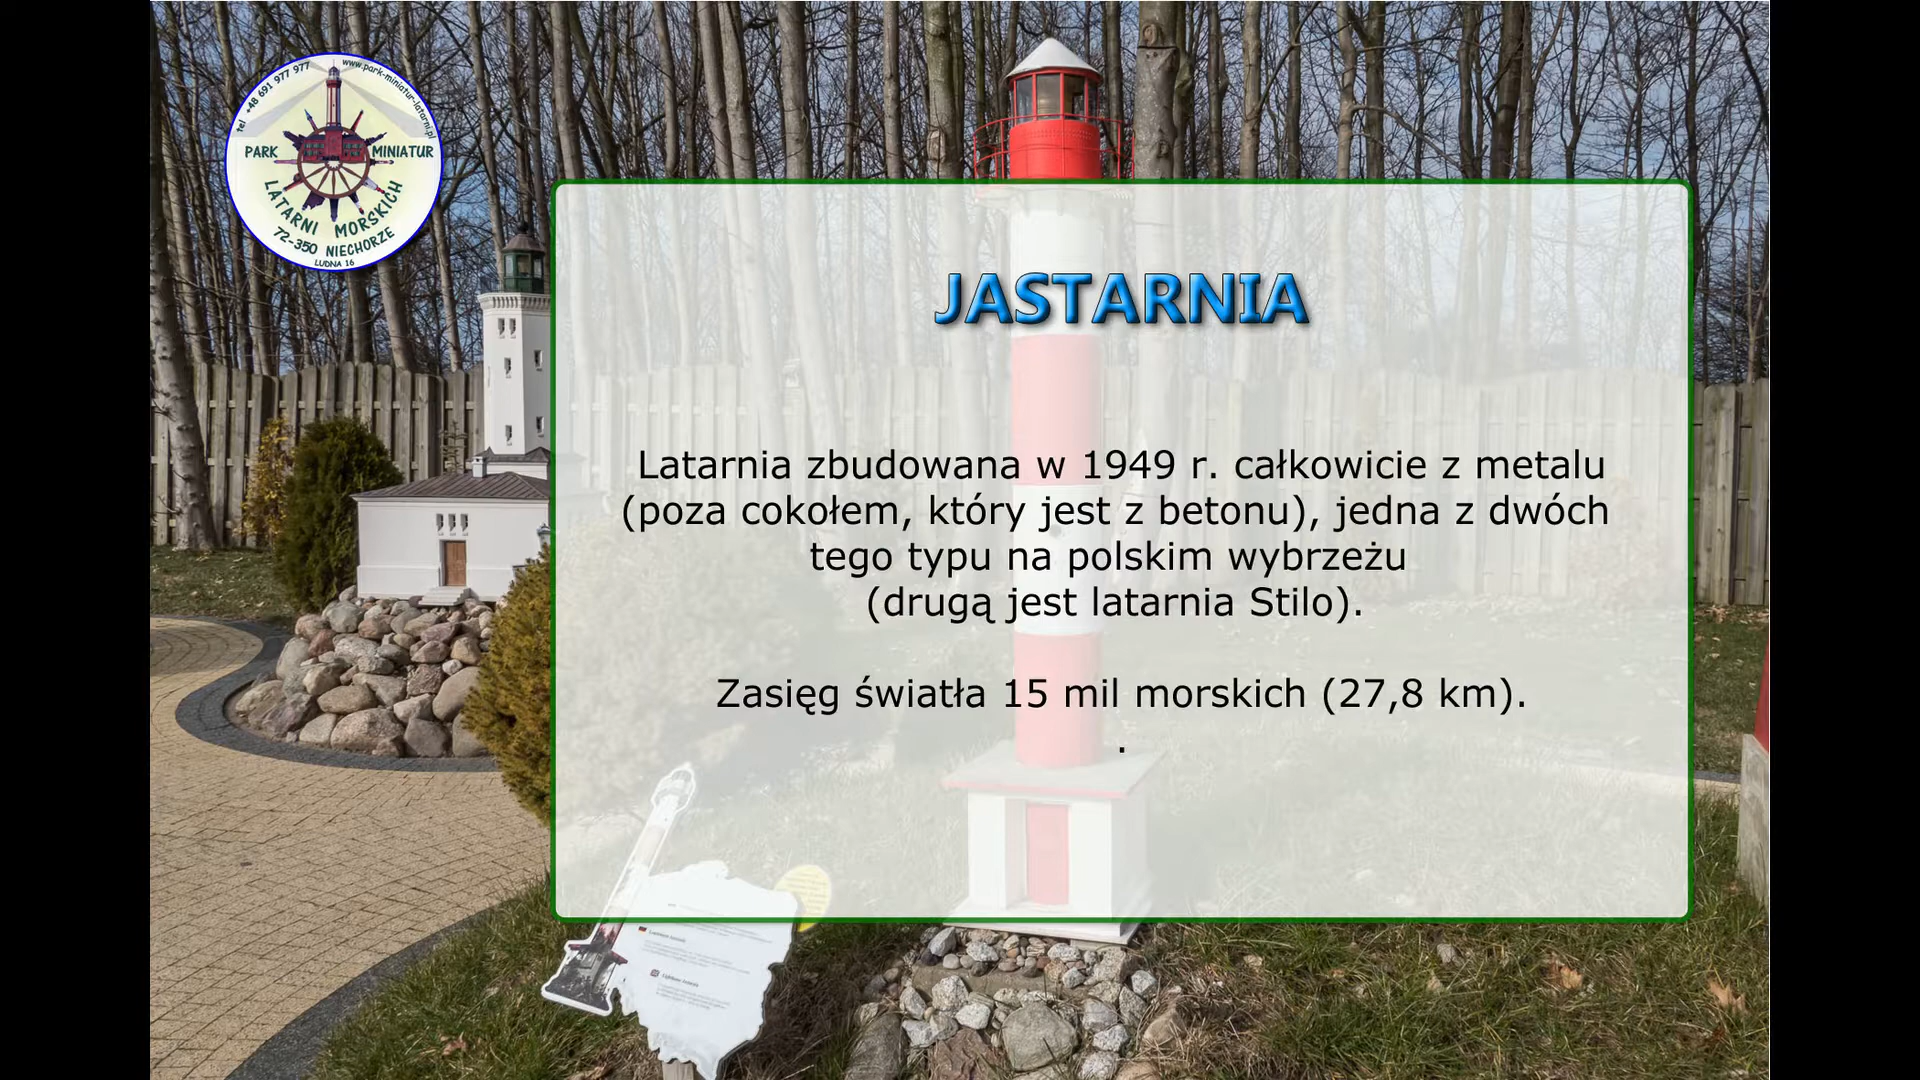 tel +48 691 977 977
www.park-miniatur-latarni.pl
PARK MINIATUR
LATARNI MORSKICH
72-350 NIECHORZE
LUDNA 16
JASTARNIA
Latarnia zbudowana w 1949 r. całkowicie z metalu
(poza cokołem, który jest z betonu), jedna z dwóch
tego typu na polskim wybrzeżu
(drugą jest latarnia Stilo).
Zasięg światła 15 mil morskich (27,8 km).
.